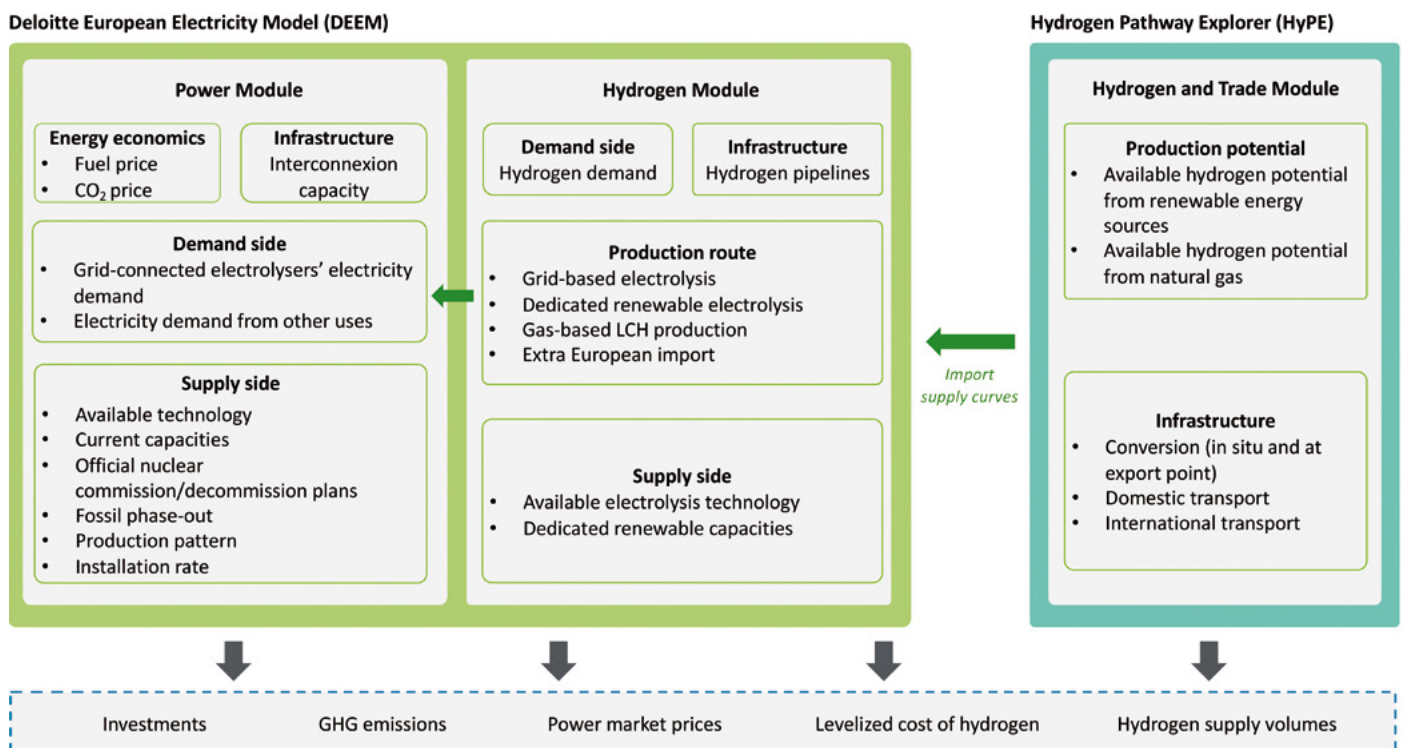 Deloitte European Electricity Model (DEEM)
Power Module
Energy economics
• Fuel price
• CO₂ price
Infrastructure
Interconnexion
capacity
Demand side
• Grid-connected electrolysers’ electricity
demand
• Electricity demand from other uses
Supply side
• Available technology
• Current capacities
• Official nuclear
commission/decommission plans
• Fossil phase-out
• Production pattern
• Installation rate
Hydrogen Module
Demand side
Hydrogen demand
Infrastructure
Hydrogen pipelines
Production route
• Grid-based electrolysis
• Dedicated renewable electrolysis
• Gas-based LCH production
• Extra European import
Supply side
• Available electrolysis technology
• Dedicated renewable capacities
Import
supply curves
Hydrogen Pathway Explorer (HyPE)
Hydrogen and Trade Module
Production potential
• Available hydrogen potential
from renewable energy
sources
• Available hydrogen potential
from natural gas
Infrastructure
• Conversion (in situ and at
export point)
• Domestic transport
• International transport
Investments
GHG emissions
Power market prices
Levelized cost of hydrogen
Hydrogen supply volumes